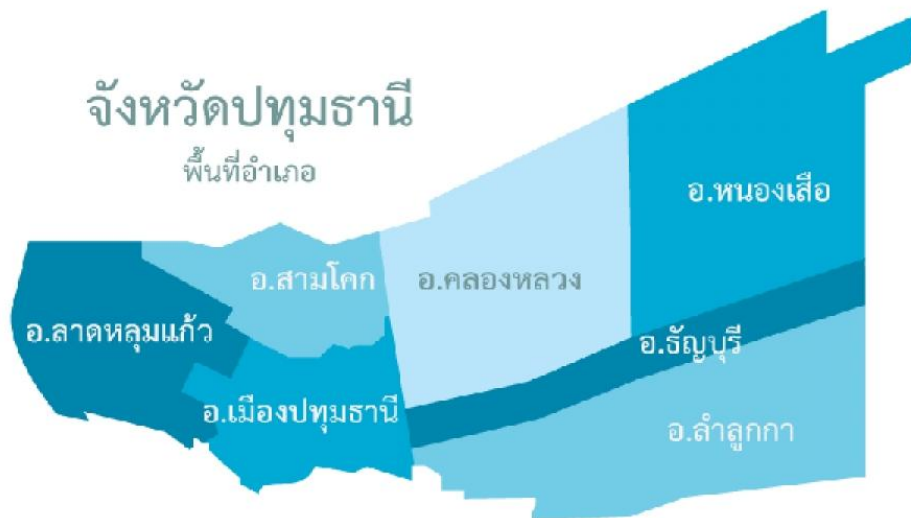 จังหวัดปทุมธานี
พื้นที่อำเภอ
อ.หนองเสือ
อ.สามโคก
อ.คลองหลวง
อ.ลาดหลุมแก้ว
อ.ธัญบุรี
อ.เมืองปทุมธานี
อ.ลำลูกกา